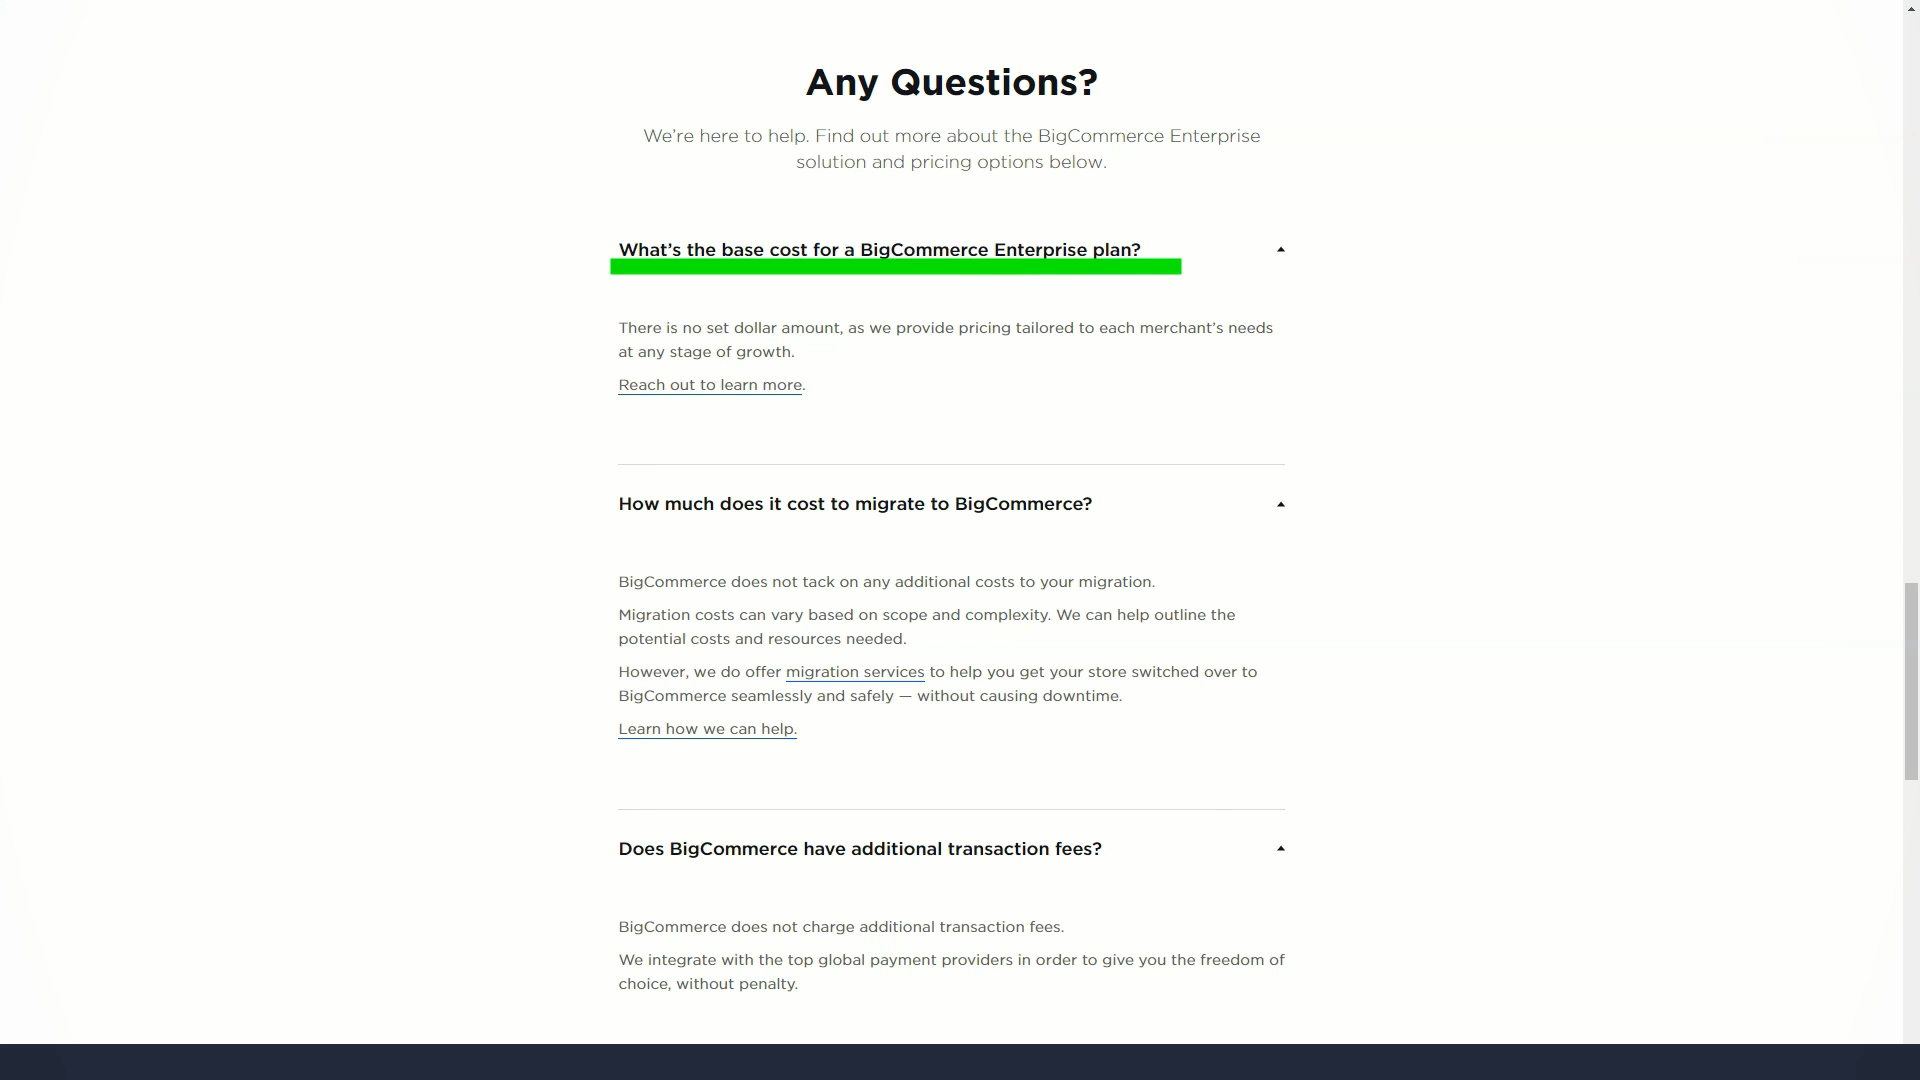 Any Questions?
We’re here to help. Find out more about the BigCommerce Enterprise
solution and pricing options below.
What’s the base cost for a BigCommerce Enterprise plan?
There is no set dollar amount, as we provide pricing tailored to each merchant’s needs
at any stage of growth.
Reach out to learn more.
How much does it cost to migrate to BigCommerce?
BigCommerce does not tack on any additional costs to your migration.
Migration costs can vary based on scope and complexity. We can help outline the
potential costs and resources needed.
However, we do offer migration services to help you get your store switched over to
BigCommerce seamlessly and safely — without causing downtime.
Learn how we can help.
Does BigCommerce have additional transaction fees?
BigCommerce does not charge additional transaction fees.
We integrate with the top global payment providers in order to give you the freedom of
choice, without penalty.